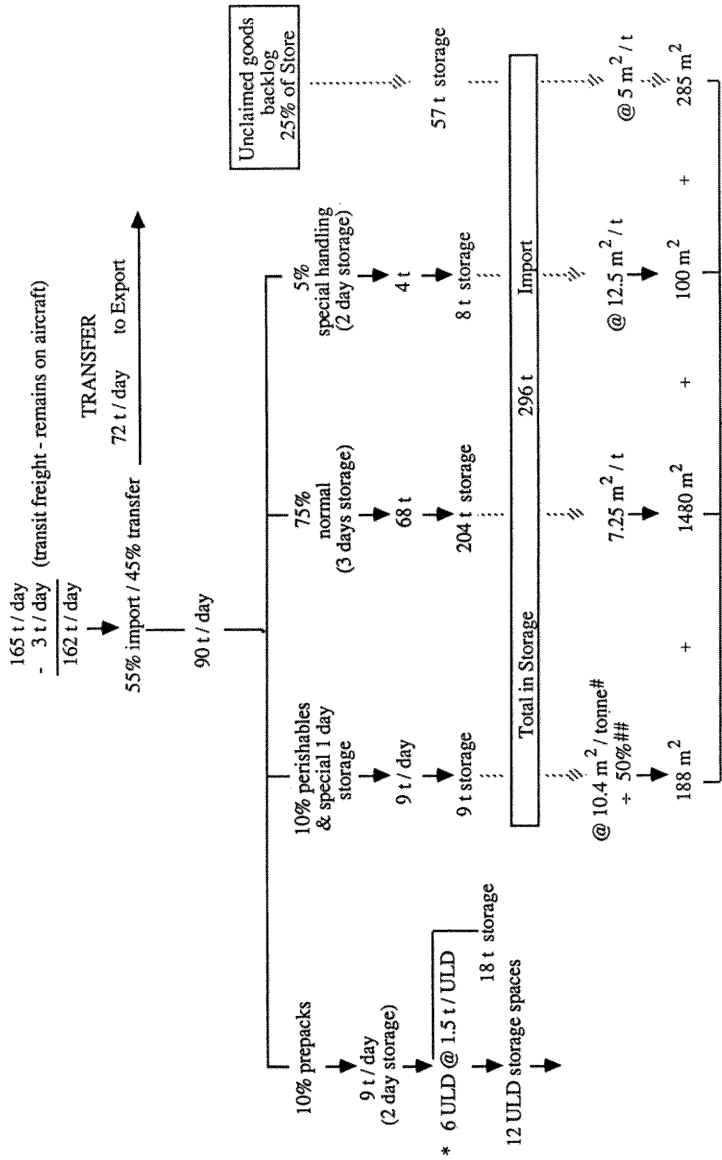 165 t / day
- 3 t / day (transit freight - remains on aircraft)
162 t / day
TRANSFER
55% import / 45% transfer
72 t / day to Export
90 t / day
10% prepacks
9 t / day
(2 day storage)
* 6 ULD @ 1.5 t / ULD
18 t storage
12 ULD storage spaces
10% perishables
& special 1 day
storage
9 t / day
9 t storage
75%
normal
(3 days storage)
68 t
204 t storage
5%
special handling
(2 day storage)
4 t
8 t storage
Unclaimed goods
backlog
25% of Store
57 t storage
Total in Storage 296 t Import
@ 10.4 m² / tonne#
÷ 50%##
7.25 m² / t
@ 12.5 m² / t
@ 5 m² / t
188 m² + 1480 m² + 100 m² + 285 m²